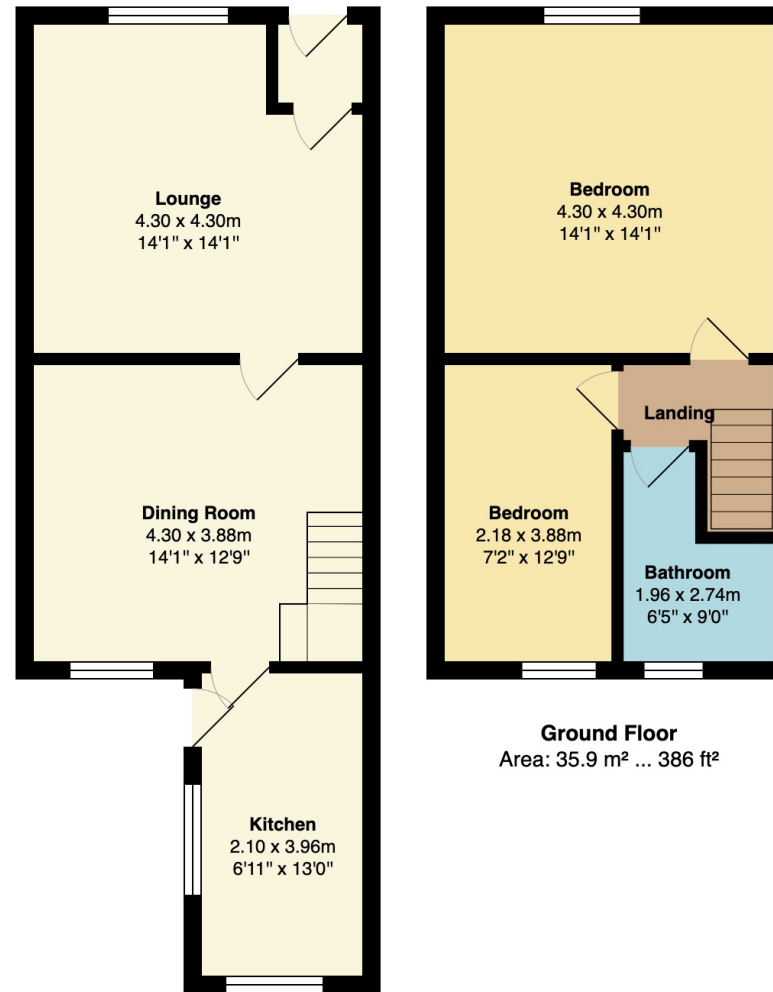 Lounge
4.30 x 4.30m
14'1" x 14'1"
Dining Room
4.30 x 3.88m
14'1" x 12'9"
Kitchen
2.10 x 3.96m
6'11" x 13'0"
Bedroom
4.30 x 4.30m
14'1" x 14'1"
Landing
Bedroom
2.18 x 3.88m
7'2" x 12'9"
Bathroom
1.96 x 2.74m
6'5" x 9'0"
Ground Floor
Area: 35.9 m² ... 386 ft²